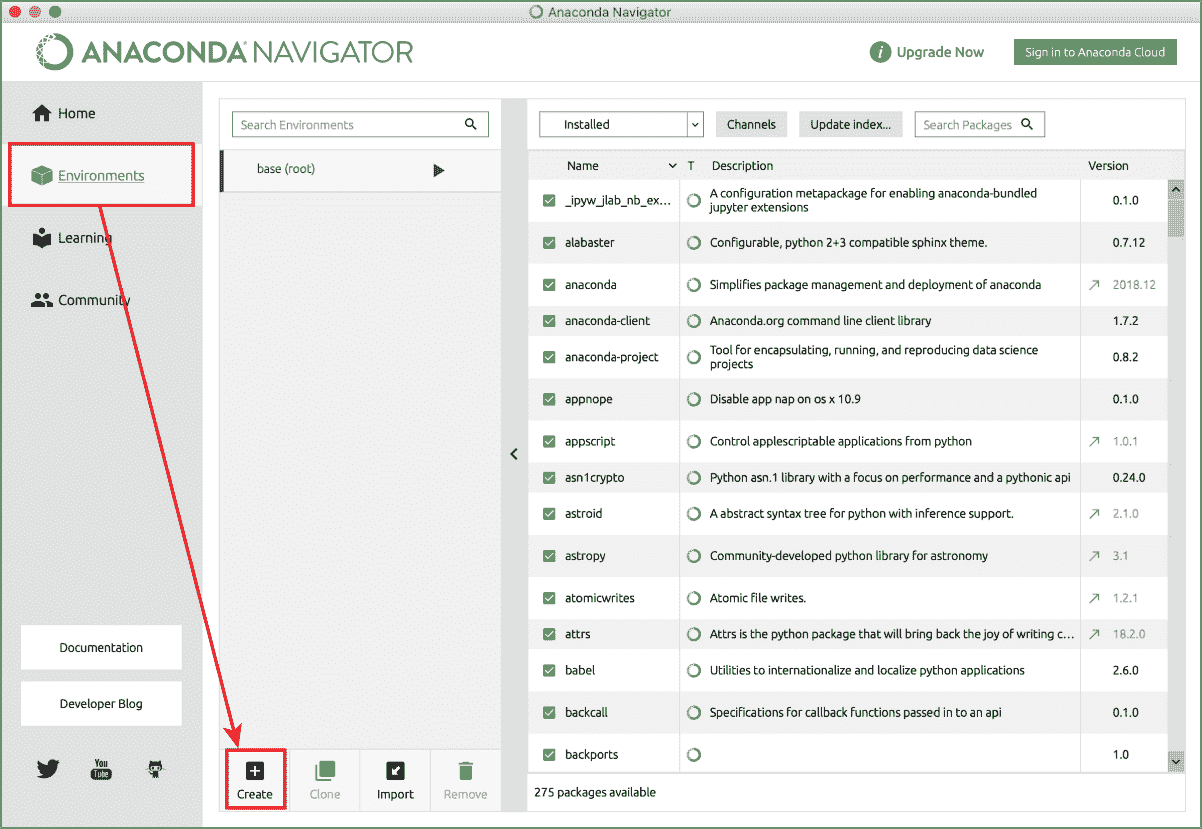 Anaconda Navigator
ANACONDA NAVIGATOR
i Upgrade Now
Sign in to Anaconda Cloud
Home
Environments
Learning
Community
Documentation
Developer Blog
You
Tube
Search Environments
base (root)
Create
Clone
Import
Remove
Installed
Channels
Update index...
Search Packages
Name T Description Version
_ipyw_jlab_nb_ex... A configuration metapackage for enabling anaconda-bundled
jupyter extensions 0.1.0
alabaster Configurable, python 2+3 compatible sphinx theme. 0.7.12
anaconda Simplifies package management and deployment of anaconda 2018.12
anaconda-client Anaconda.org command line client library 1.7.2
anaconda-project Tool for encapsulating, running, and reproducing data science
projects 0.8.2
appnope Disable app nap on os x 10.9 0.1.0
appscript Control applescriptable applications from python 1.0.1
asn1crypto Python asn.1 library with a focus on performance and a pythonic api 0.24.0
astroid A abstract syntax tree for python with inference support. 2.1.0
astropy Community-developed python library for astronomy 3.1
atomicwrites Atomic file writes. 1.2.1
attrs Attrs is the python package that will bring back the joy of writing c... 18.2.0
babel Utilities to internationalize and localize python applications 2.6.0
backcall Specifications for callback functions passed in to an api 0.1.0
backports 1.0
275 packages available